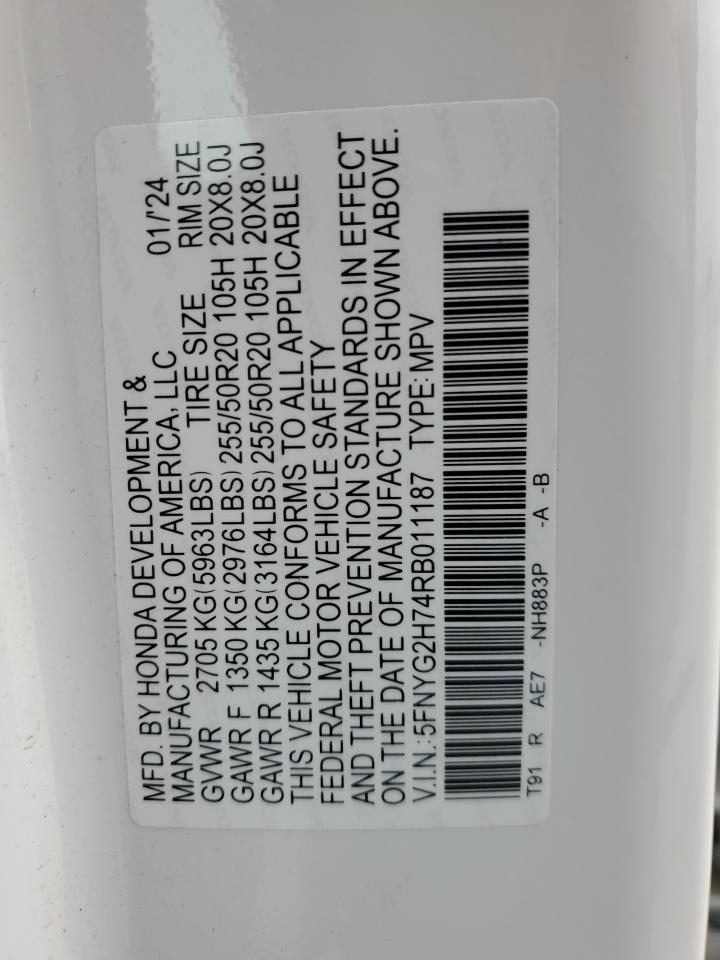 MFD. BY HONDA DEVELOPMENT & 01/'24
MANUFACTURING OF AMERICA, LLC
GVWR 2705 KG(5963LBS) TIRE SIZE RIM SIZE
GAWR F 1350 KG(2976LBS) 255/50R20 105H 20X8.0J
GAWR R 1435 KG(3164LBS) 255/50R20 105H 20X8.0J
THIS VEHICLE CONFORMS TO ALL APPLICABLE
FEDERAL MOTOR VEHICLE SAFETY
AND THEFT PREVENTION STANDARDS IN EFFECT
ON THE DATE OF MANUFACTURE SHOWN ABOVE.
V.I.N.:5FNYG2H74RB011187 TYPE:MPV
T91 R AE7 -NH883P -A -B